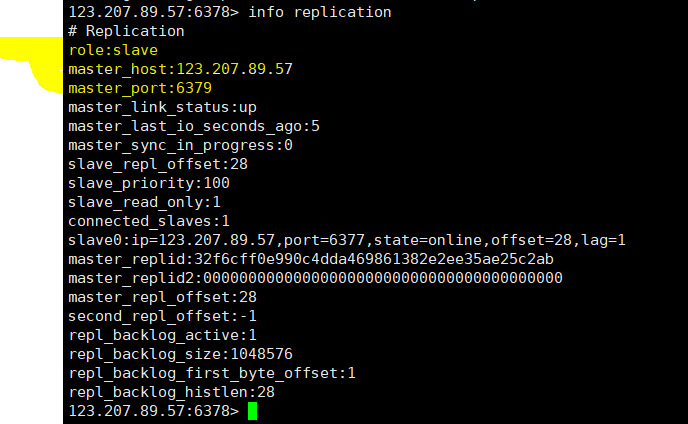 123.207.89.57:6378> info replication
# Replication
role:slave
master_host:123.207.89.57
master_port:6379
master_link_status:up
master_last_io_seconds_ago:5
master_sync_in_progress:0
slave_repl_offset:28
slave_priority:100
slave_read_only:1
connected_slaves:1
slave0:ip=123.207.89.57,port=6377,state=online,offset=28,lag=1
master_replid:32f6cff0e990c4dda469861382e2ee35ae25c2ab
master_replid2:0000000000000000000000000000000000000000
master_repl_offset:28
second_repl_offset:-1
repl_backlog_active:1
repl_backlog_size:1048576
repl_backlog_first_byte_offset:1
repl_backlog_histlen:28
123.207.89.57:6378>